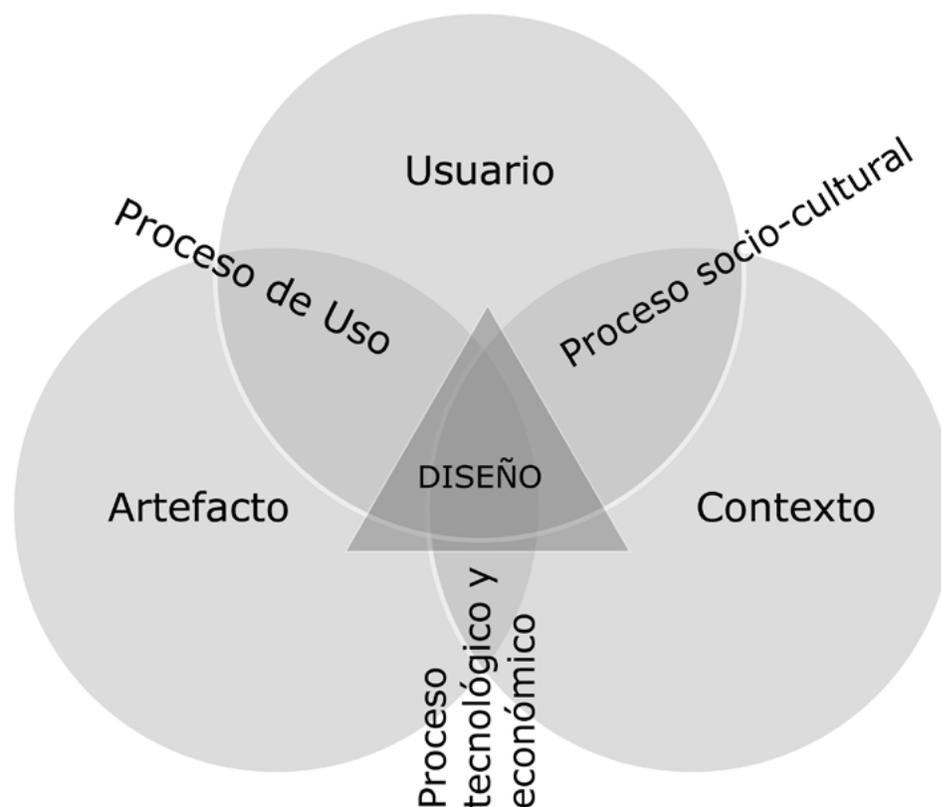 Usuario
Proceso de Uso
Proceso socio-cultural
DISEÑO
Artefacto
Contexto
Proceso
tecnológico y
económico